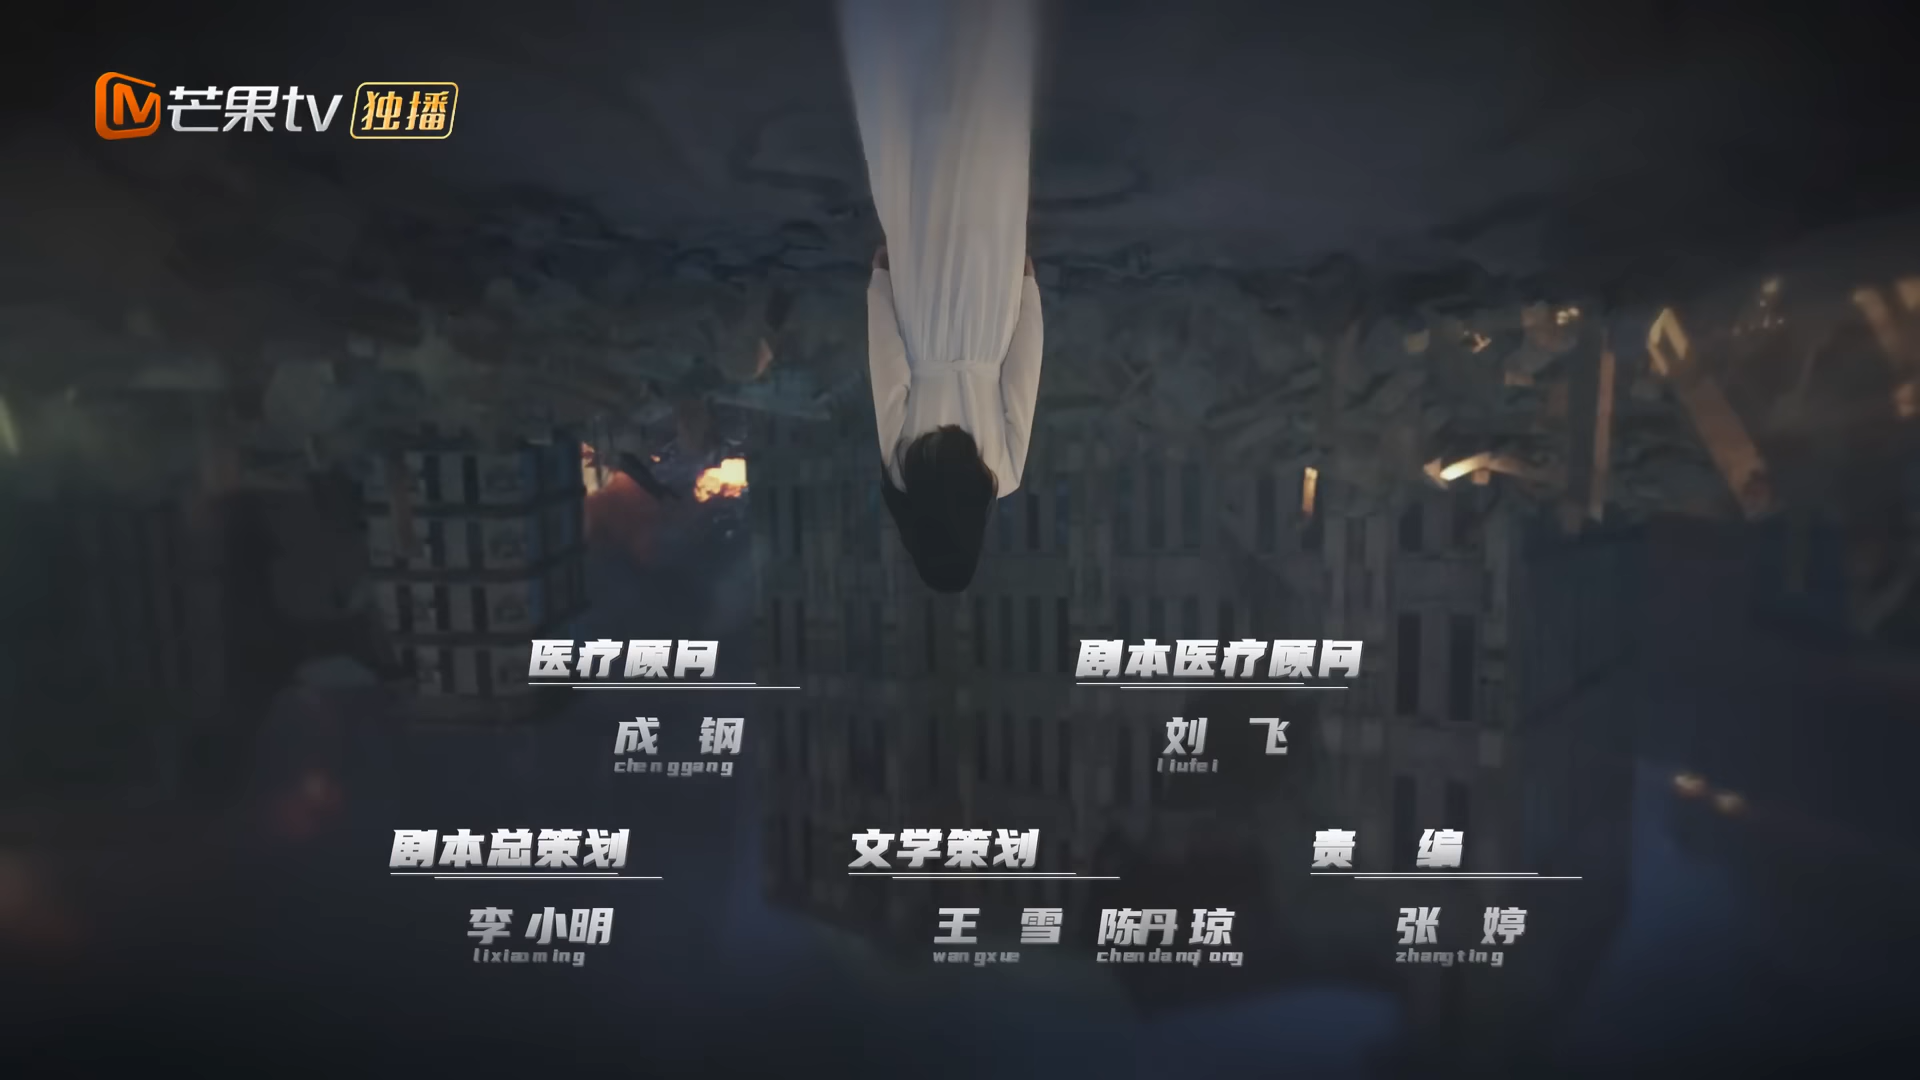 芒果tv 独播
医疗顾问 剧本医疗顾问
成 钢 刘 飞
chenggang liufei
剧本总策划 文学策划 责 编
李小明 王 雪 陈丹琼 张 婷
lixiaoming wangxue chendanqiong zhangting